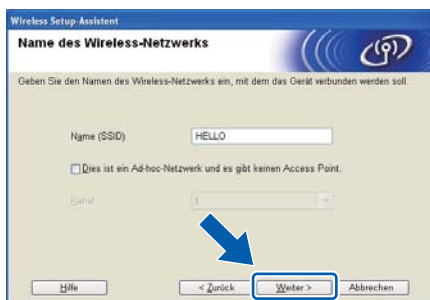 Wireless Setup-Assistent
Name des Wireless-Netzwerks
Geben Sie den Namen des Wireless-Netzwerks ein, mit dem das Gerät verbunden werden soll.
Name (SSID) HELLO
Dies ist ein Ad-hoc-Netzwerk und es gibt keinen Access Point.
Kanal 1
Hilfe < Zurück Weiter > Abbrechen